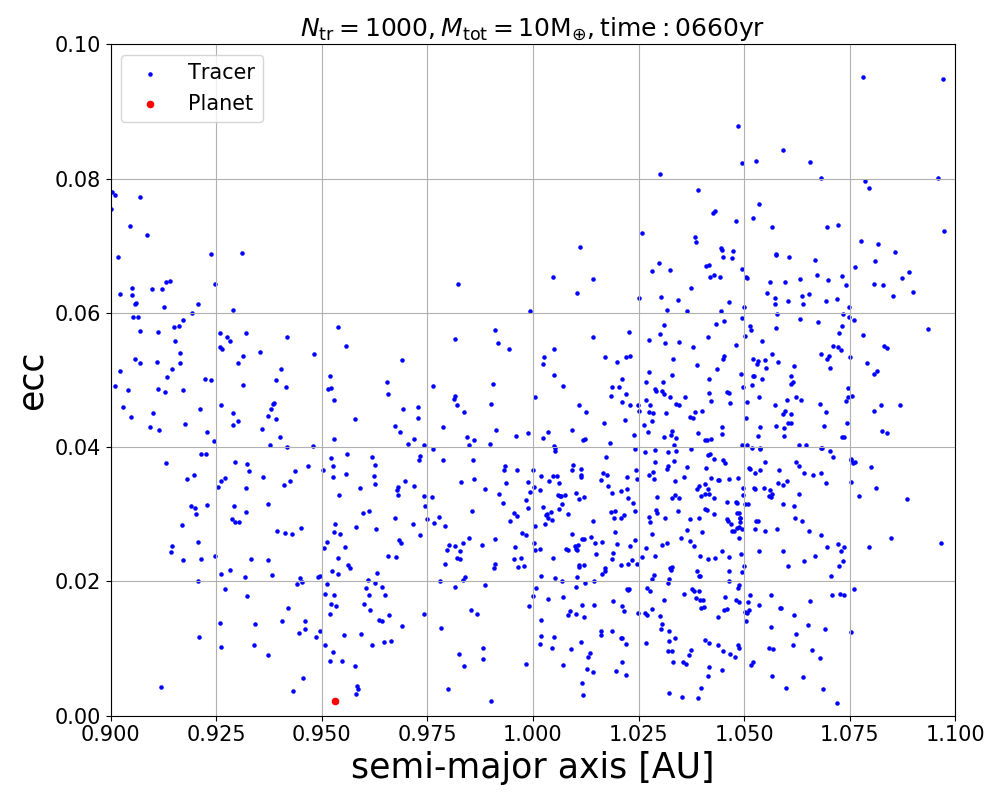 N_tr = 1000, M_tot = 10M_⊕, time : 0660yr
0.10
0.08
0.06
0.04
0.02
0.00
ecc
Tracer
Planet
0.900 0.925 0.950 0.975 1.000 1.025 1.050 1.075 1.100
semi-major axis [AU]